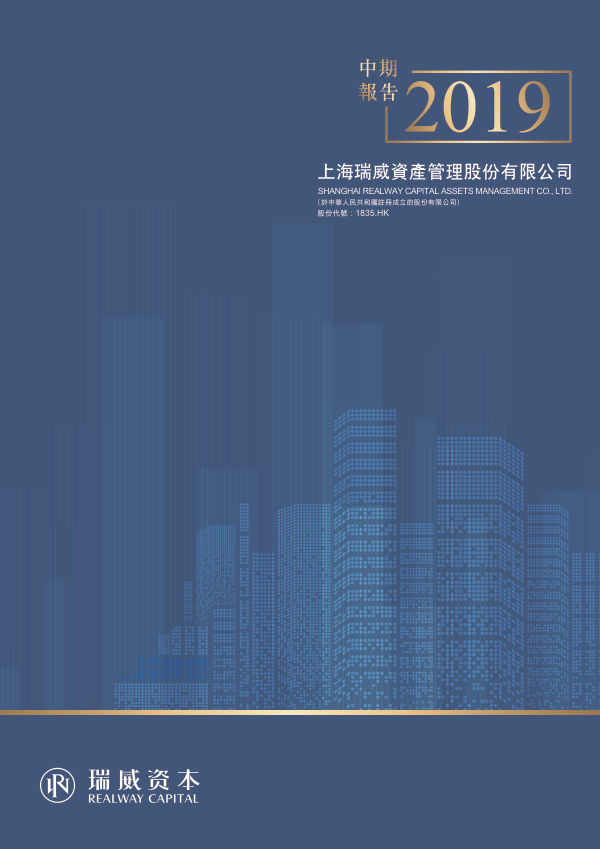 中期
報告
2019
上海瑞威資產管理股份有限公司
SHANGHAI REALWAY CAPITAL ASSETS MANAGEMENT CO., LTD.
(於中華人民共和國註冊成立的股份有限公司)
股份代號：1835.HK
瑞威资本
REALWAY CAPITAL